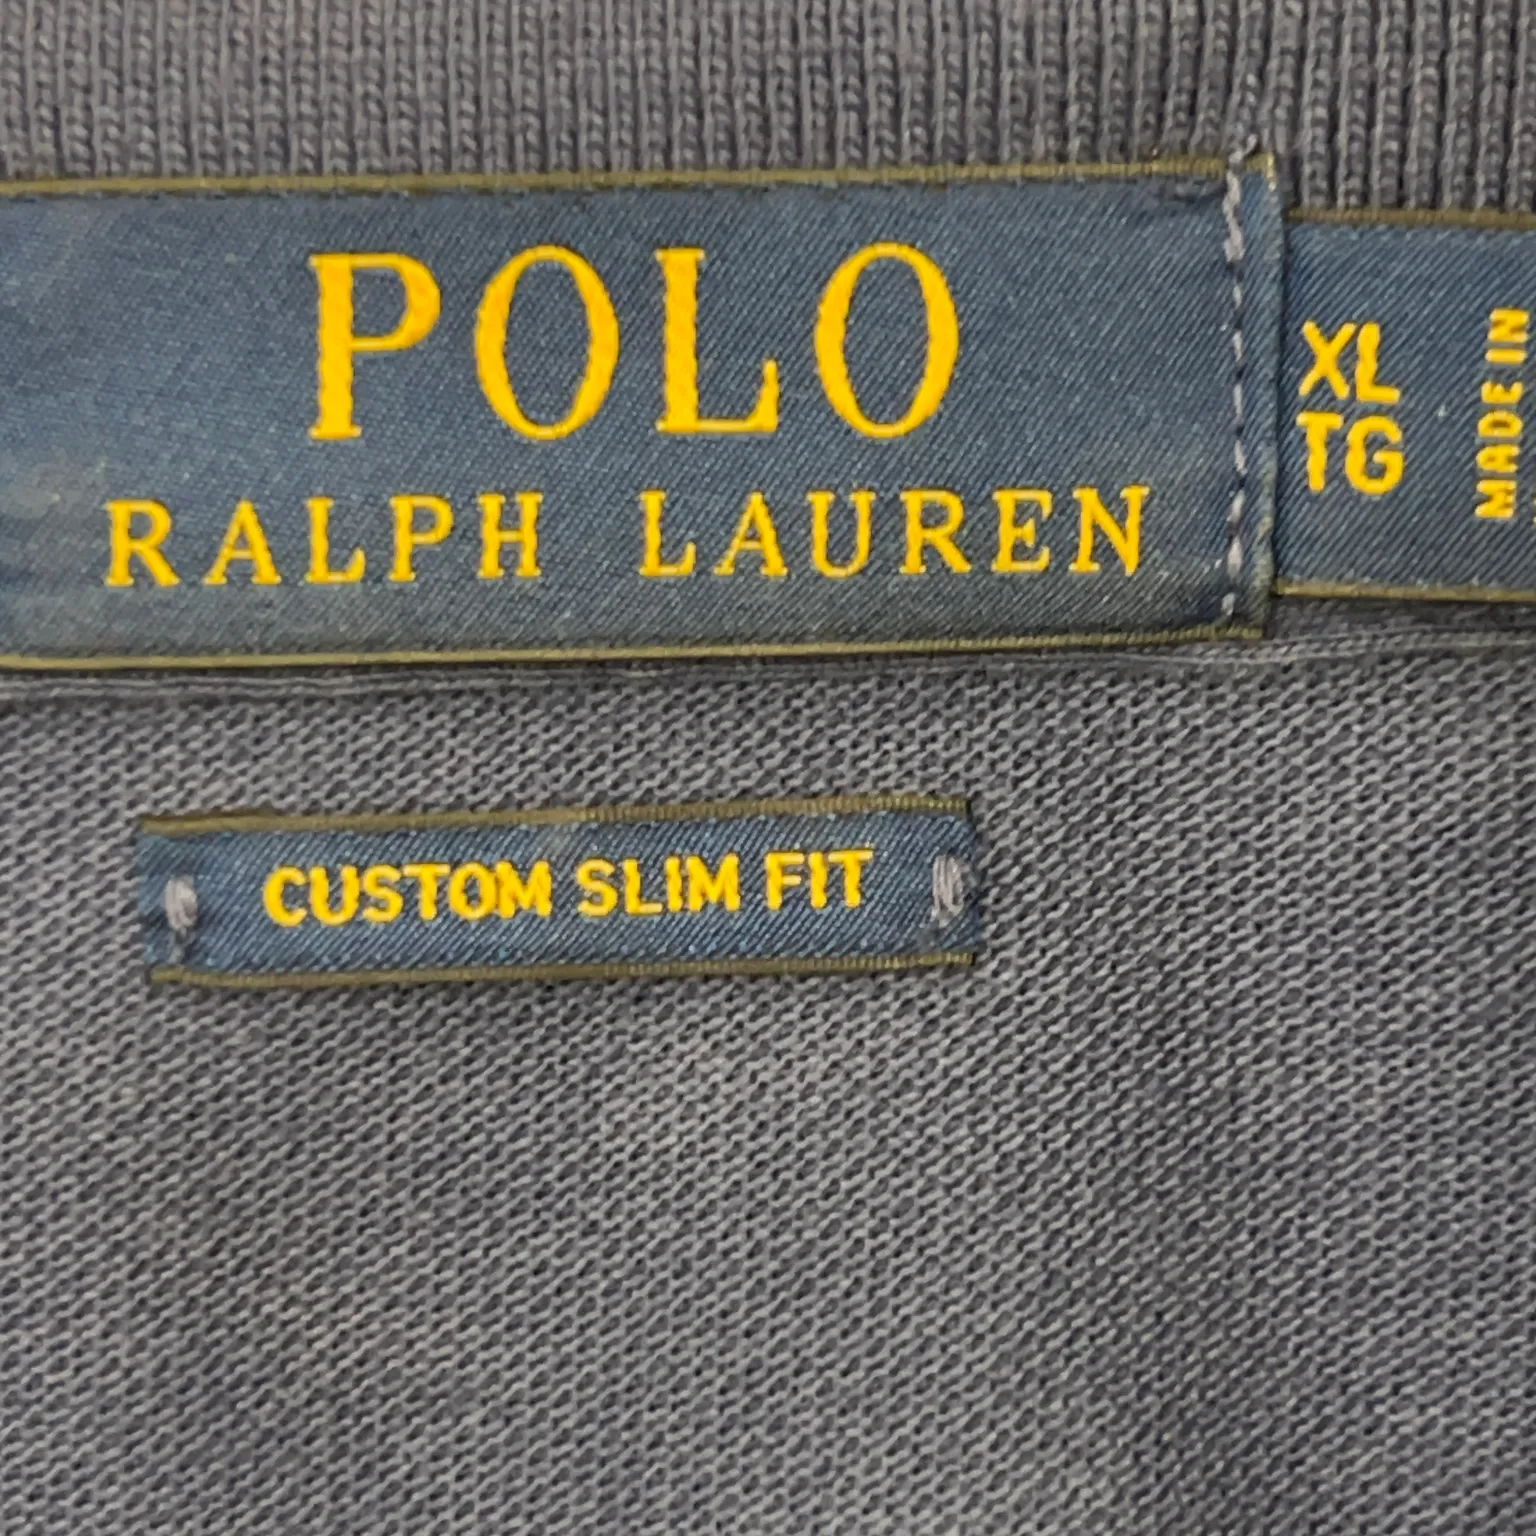 POLO
RALPH LAUREN
XL
TG
MADE IN
CUSTOM SLIM FIT